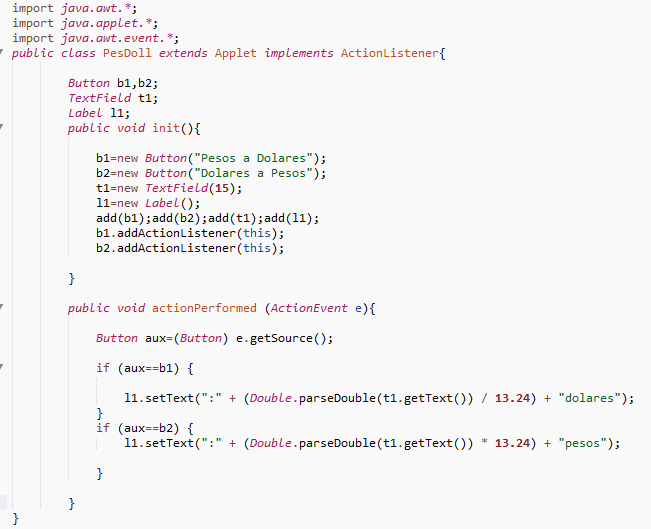 import java.awt.*;
import java.applet.*;
import java.awt.event.*;
public class PesDoll extends Applet implements ActionListener{
Button b1,b2;
TextField t1;
Label l1;
public void init(){
b1=new Button("Pesos a Dolares");
b2=new Button("Dolares a Pesos");
t1=new TextField(15);
l1=new Label();
add(b1);add(b2);add(t1);add(l1);
b1.addActionListener(this);
b2.addActionListener(this);
}
public void actionPerformed (ActionEvent e){
Button aux=(Button) e.getSource();
if (aux==b1) {
l1.setText(":" + (Double.parseDouble(t1.getText()) / 13.24) + "dolares");
}
if (aux==b2) {
l1.setText(":" + (Double.parseDouble(t1.getText()) * 13.24) + "pesos");
}
}
}